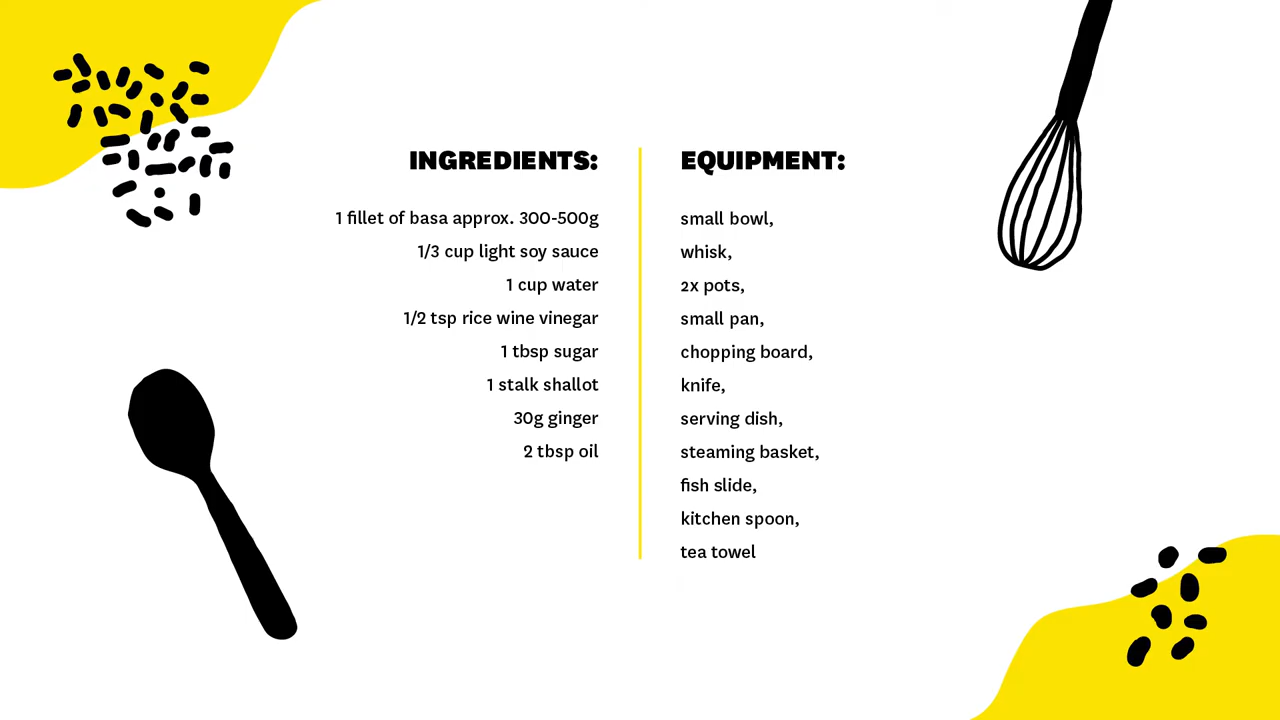 INGREDIENTS:
1 fillet of basa approx. 300-500g
1/3 cup light soy sauce
1 cup water
1/2 tsp rice wine vinegar
1 tbsp sugar
1 stalk shallot
30g ginger
2 tbsp oil
EQUIPMENT:
small bowl,
whisk,
2x pots,
small pan,
chopping board,
knife,
serving dish,
steaming basket,
fish slide,
kitchen spoon,
tea towel